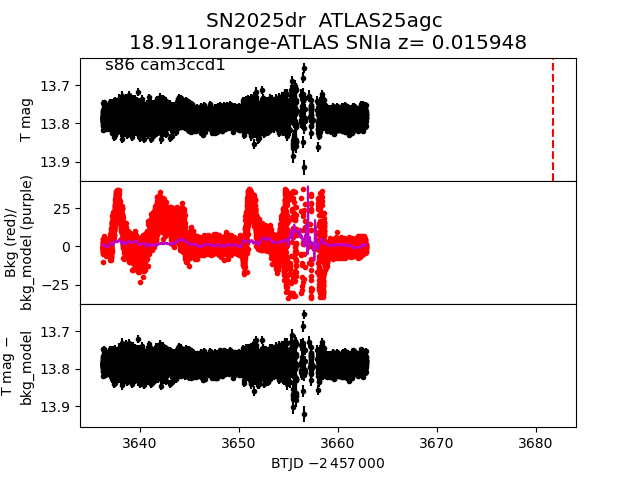 SN2025dr  ATLAS25agc
18.911orange-ATLAS SNIa z= 0.015948
s86 cam3ccd1
13.7
13.8
13.9
T mag
25
0
−25
Bkg (red)/
bkg_model (purple)
13.7
13.8
13.9
T mag −
bkg_model
3640
3650
3660
3670
3680
BTJD −2 457 000